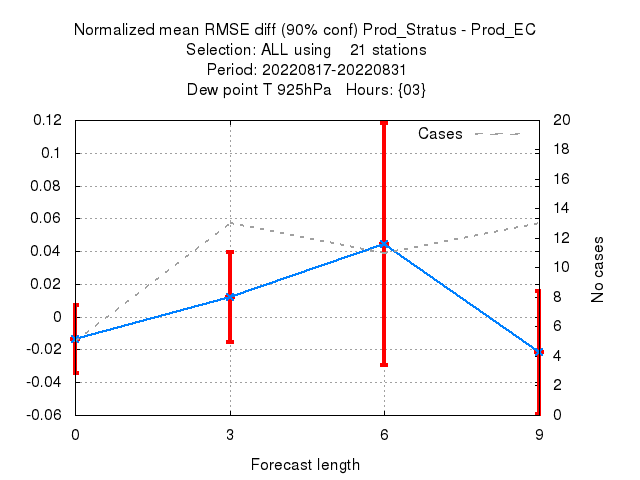 Normalized mean RMSE diff (90% conf) Prod_Stratus - Prod_EC
Selection: ALL using    21 stations
Period: 20220817-20220831
Dew point T 925hPa   Hours: {03}
Cases
0.12
0.1
0.08
0.06
0.04
0.02
0
-0.02
-0.04
-0.06
20
18
16
14
12
10
8
6
4
2
0
No cases
0 3 6 9
Forecast length